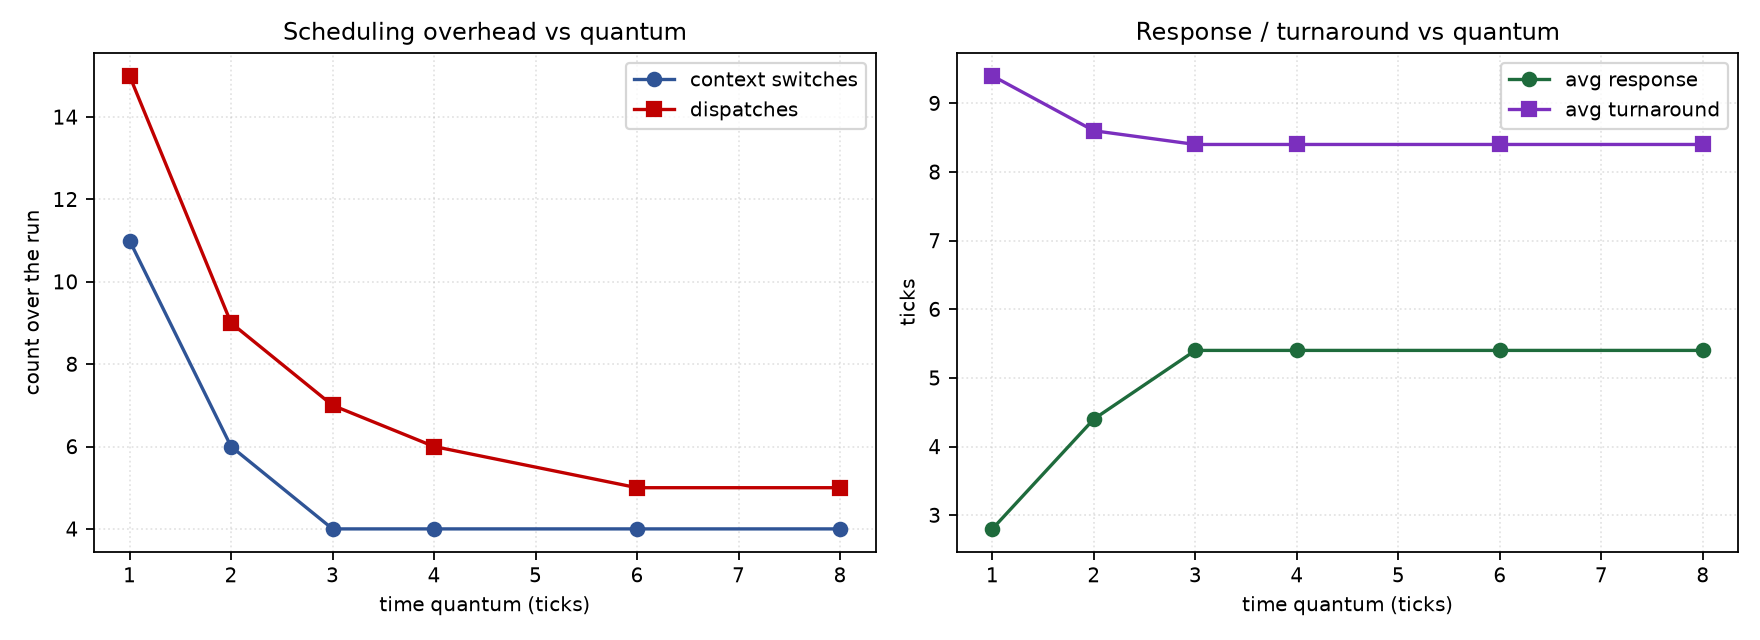 Scheduling overhead vs quantum
context switches
dispatches
count over the run
14
12
10
8
6
4
1 2 3 4 5 6 7 8
time quantum (ticks)
Response / turnaround vs quantum
avg response
avg turnaround
ticks
9
8
7
6
5
4
3
1 2 3 4 5 6 7 8
time quantum (ticks)